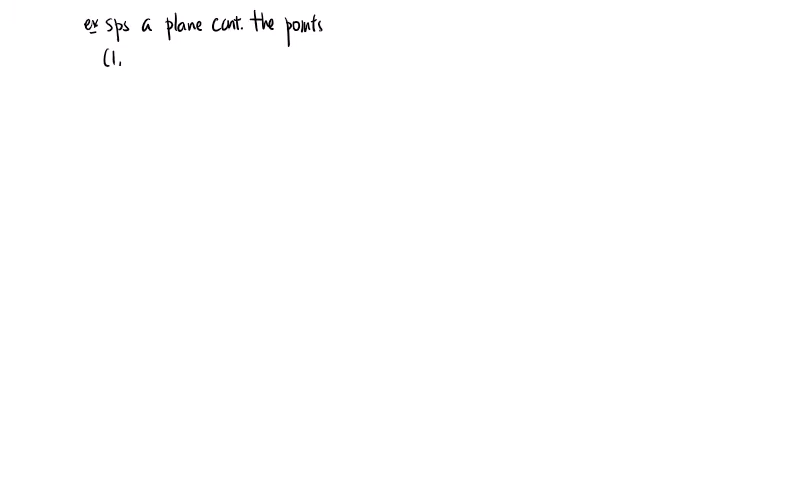 ex sps a plane cont. the points
(1,